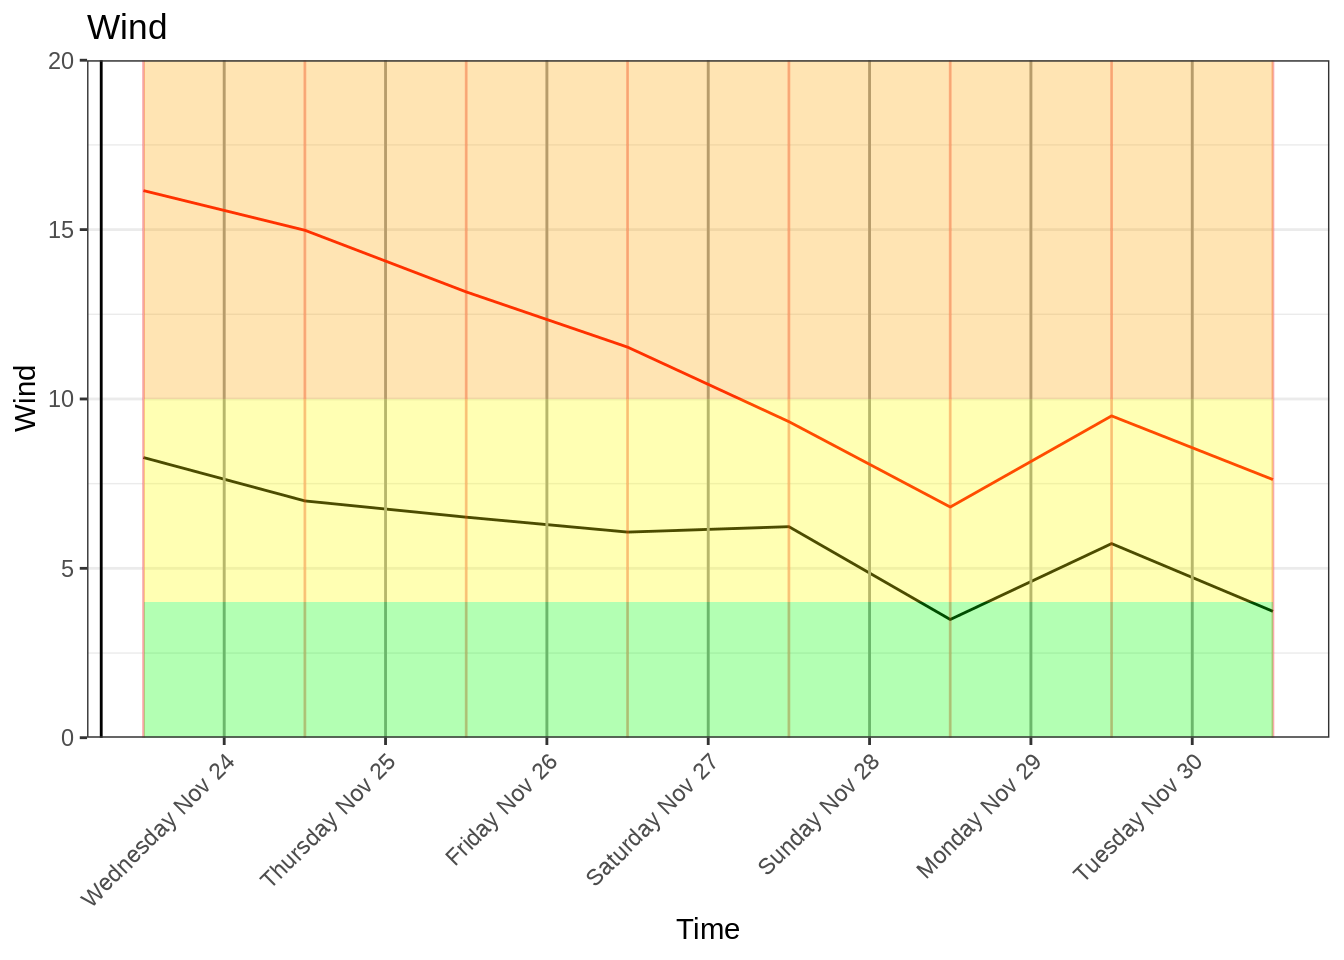 Wind
20
15
10
5
0
Wind
Wednesday Nov 24
Thursday Nov 25
Friday Nov 26
Saturday Nov 27
Sunday Nov 28
Monday Nov 29
Tuesday Nov 30
Time